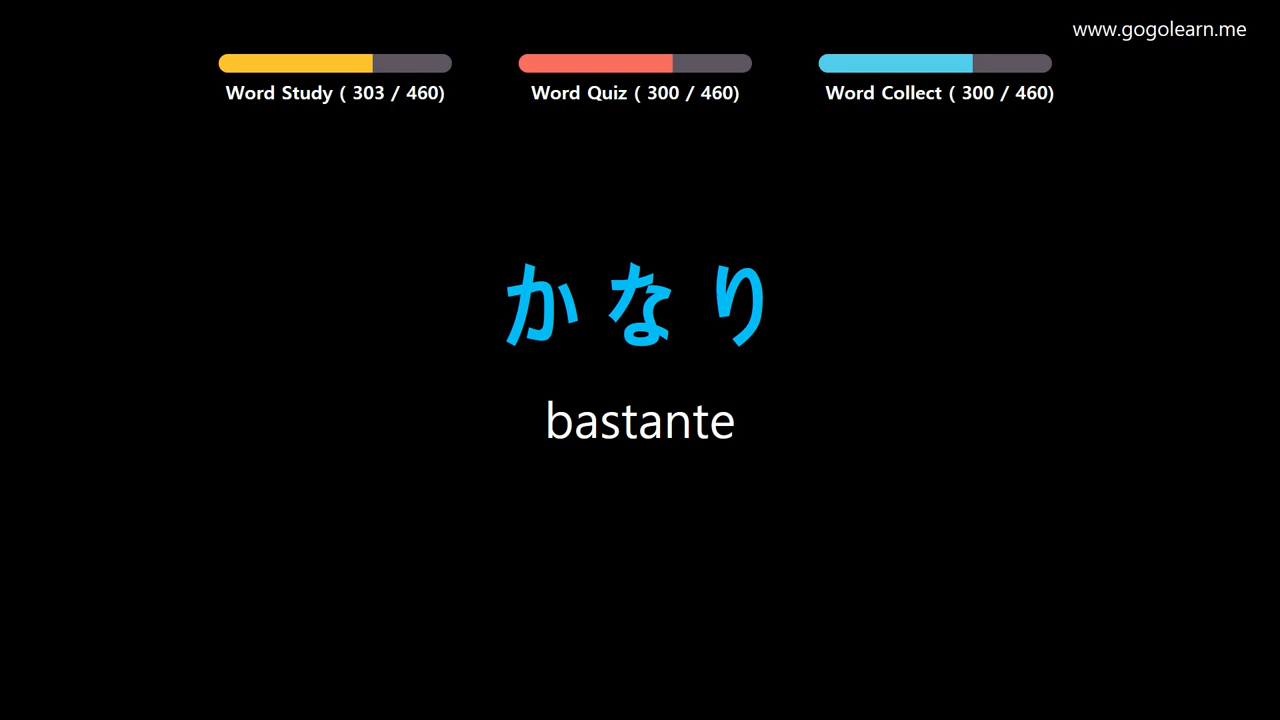 www.gogolearn.me
Word Study ( 303 / 460)
Word Quiz ( 300 / 460)
Word Collect ( 300 / 460)
かなり
bastante